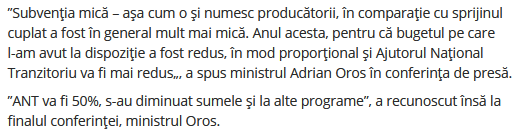 ”Subvenția mică – așa cum o și numesc producătorii, în comparație cu sprijinul
cuplat a fost în general mult mai mică. Anul acesta, pentru că bugetul pe care
l-am avut la dispoziție a fost redus, în mod proporțional și Ajutorul Național
Tranzitoriu va fi mai redus„, a spus ministrul Adrian Oros în conferința de presă.
”ANT va fi 50%, s-au diminuat sumele și la alte programe”, a recunoscut însă la
finalul conferinței, ministrul Oros.